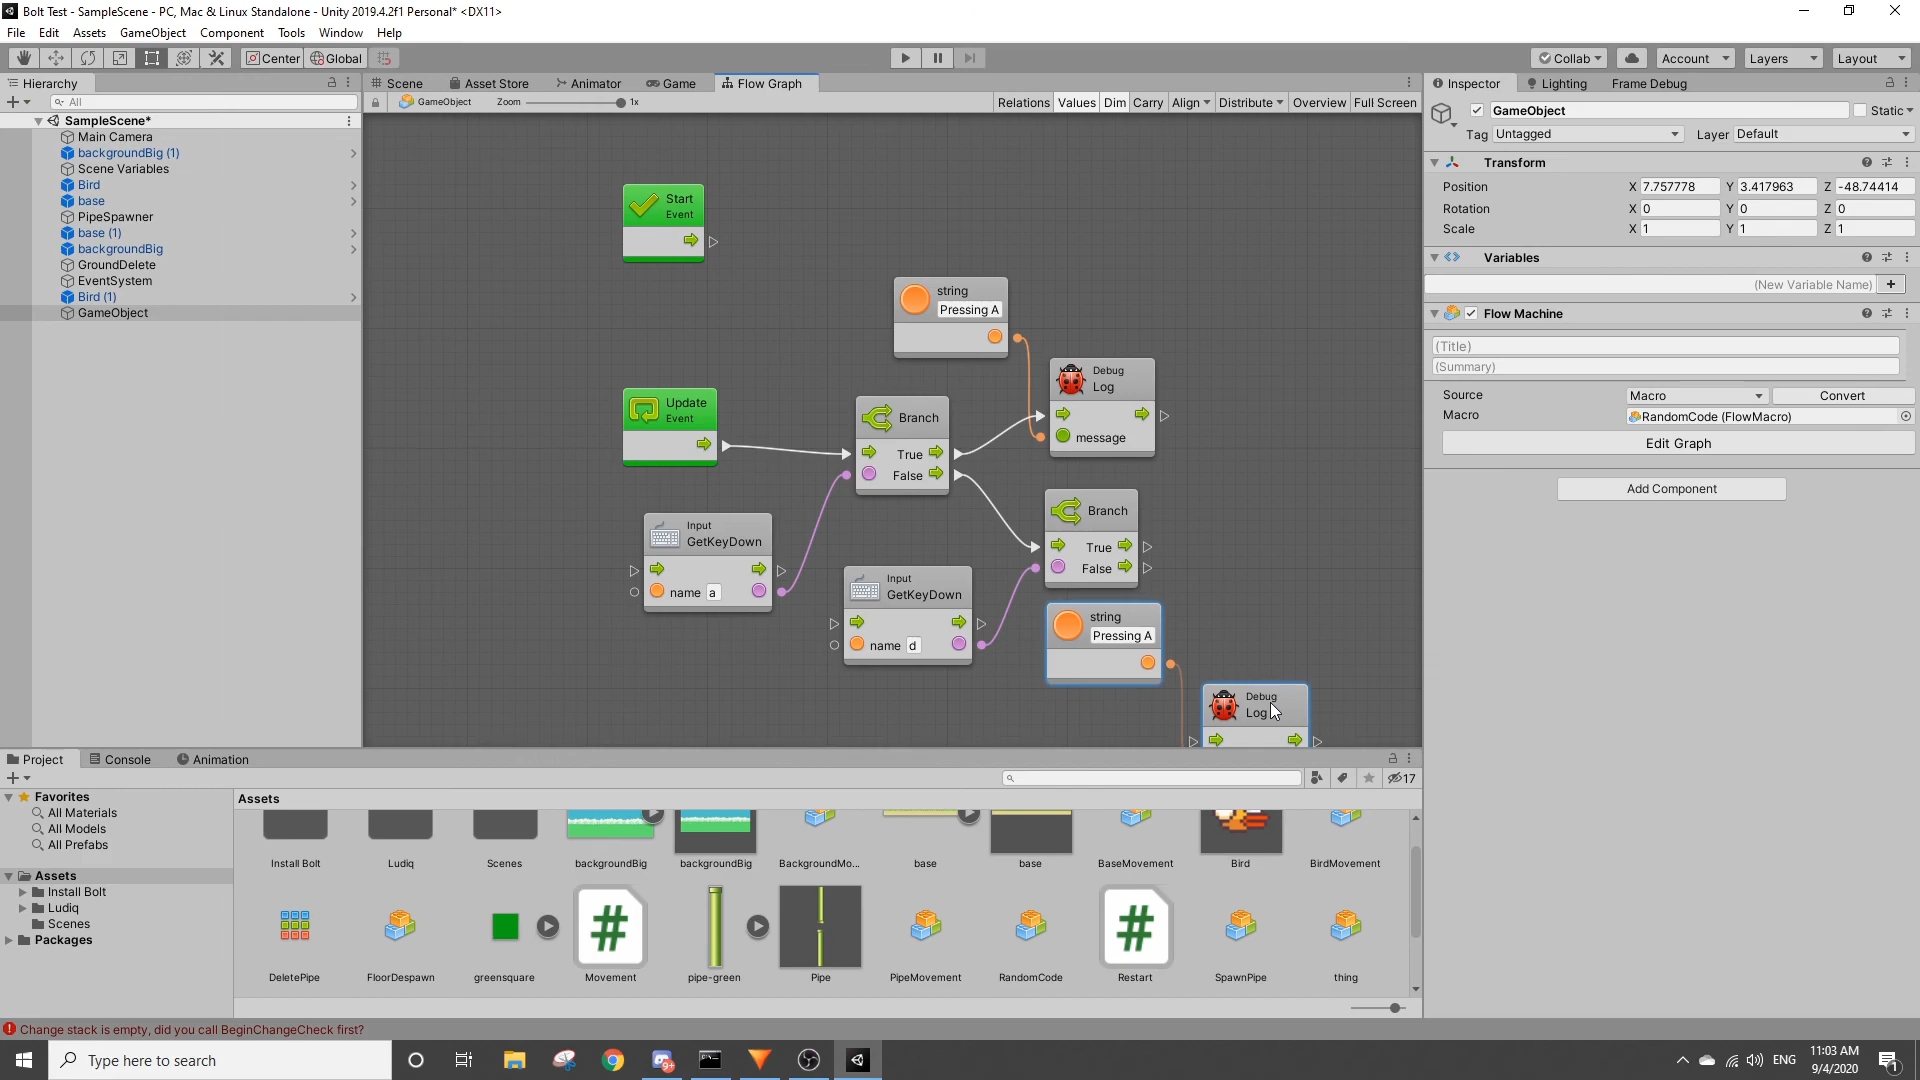 Bolt Test - SampleScene - PC, Mac & Linux Standalone - Unity 2019.4.2f1 Personal* <DX11>
File Edit Assets GameObject Component Tools Window Help
Center Global Collab Account Layers Layout
Hierarchy
All
SampleScene*
Main Camera
backgroundBig (1)
Scene Variables
Bird
base
PipeSpawner
base (1)
backgroundBig
GroundDelete
EventSystem
Bird (1)
GameObject
Scene Asset Store Animator Game Flow Graph
GameObject Zoom 1x Relations Values Dim Carry Align Distribute Overview Full Screen
Start
Event
string
Pressing A
Debug
Log
message
Update
Event
Branch
True
False
Input
GetKeyDown
name a
Branch
True
False
Input
GetKeyDown
name d
string
Pressing A
Debug
Log
Inspector Lighting Frame Debug
GameObject Static
Tag Untagged Layer Default
Transform
Position X 7.757778 Y 3.417963 Z -48.74414
Rotation X 0 Y 0 Z 0
Scale X 1 Y 1 Z 1
Variables
(New Variable Name)
Flow Machine
(Title)
(Summary)
Source Macro Convert
Macro RandomCode (FlowMacro)
Edit Graph
Add Component
Project Console Animation
17
Favorites
All Materials
All Models
All Prefabs
Assets
Install Bolt
Ludiq
Scenes
Packages
Assets
Install Bolt Ludiq Scenes backgroundBig backgroundBig BackgroundMo... base base BaseMovement Bird BirdMovement
DeletePipe FloorDespawn greensquare Movement pipe-green Pipe PipeMovement RandomCode Restart SpawnPipe thing
Change stack is empty, did you call BeginChangeCheck first?
Type here to search
ENG
11:03 AM
9/4/2020